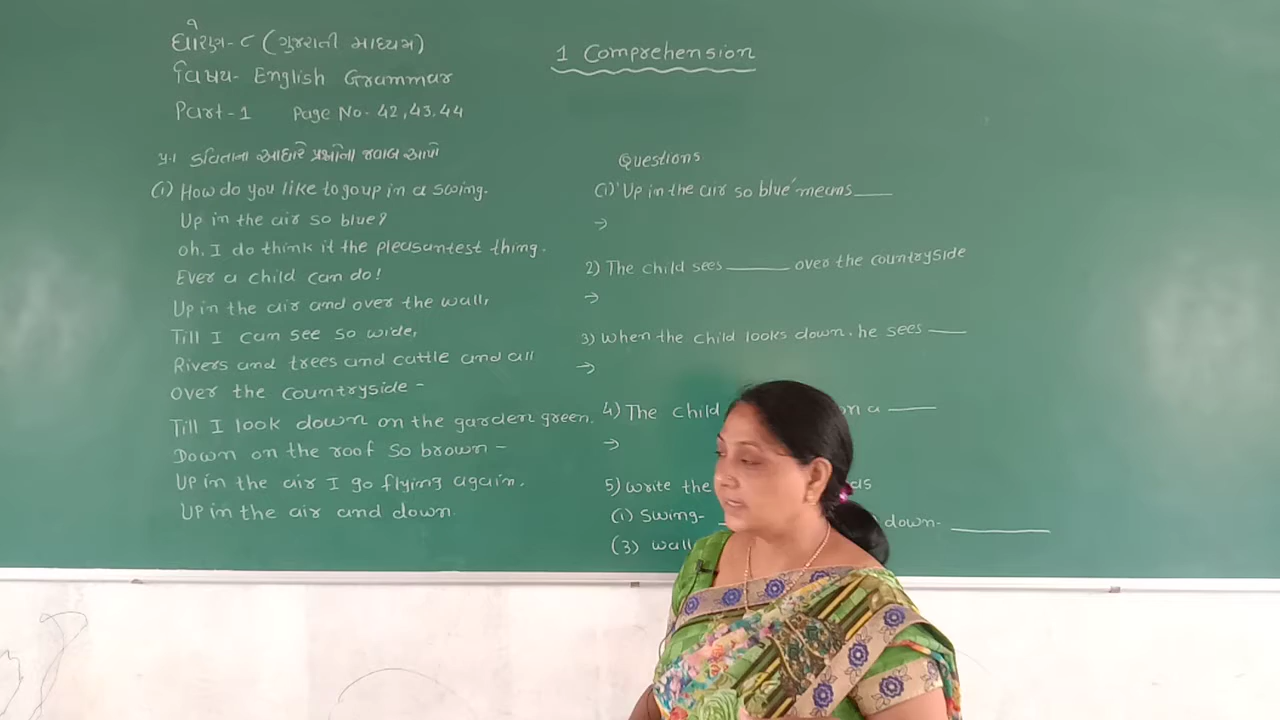 ધોરણ- ૮ (ગુજરાતી માધ્યમ)
વિષય- English Grammar
Part-1 Page No. 42,43,44
1 Comprehension
પ્ર.૧ કવિતાના આધારે પ્રશ્નોના જવાબ આપો
(1) How do you like to go up in a swing.
Up in the air so blue?
oh, I do think it the pleasantest thing.
Ever a child can do!
Up in the air and over the wall,
Till I can see so wide,
Rivers and trees and cattle and all
over the countryside -
Till I look down on the garden green,
Down on the roof so brown -
Up in the air I go flying again,
Up in the air and down.
Questions
(1) 'Up in the air so blue' means ____
→
2) The child sees ____ over the countryside
→
3) When the child looks down, he sees ____
→
4) The child on a ____
→
5) Write the
(1) Swing- down- ____
(3) wall